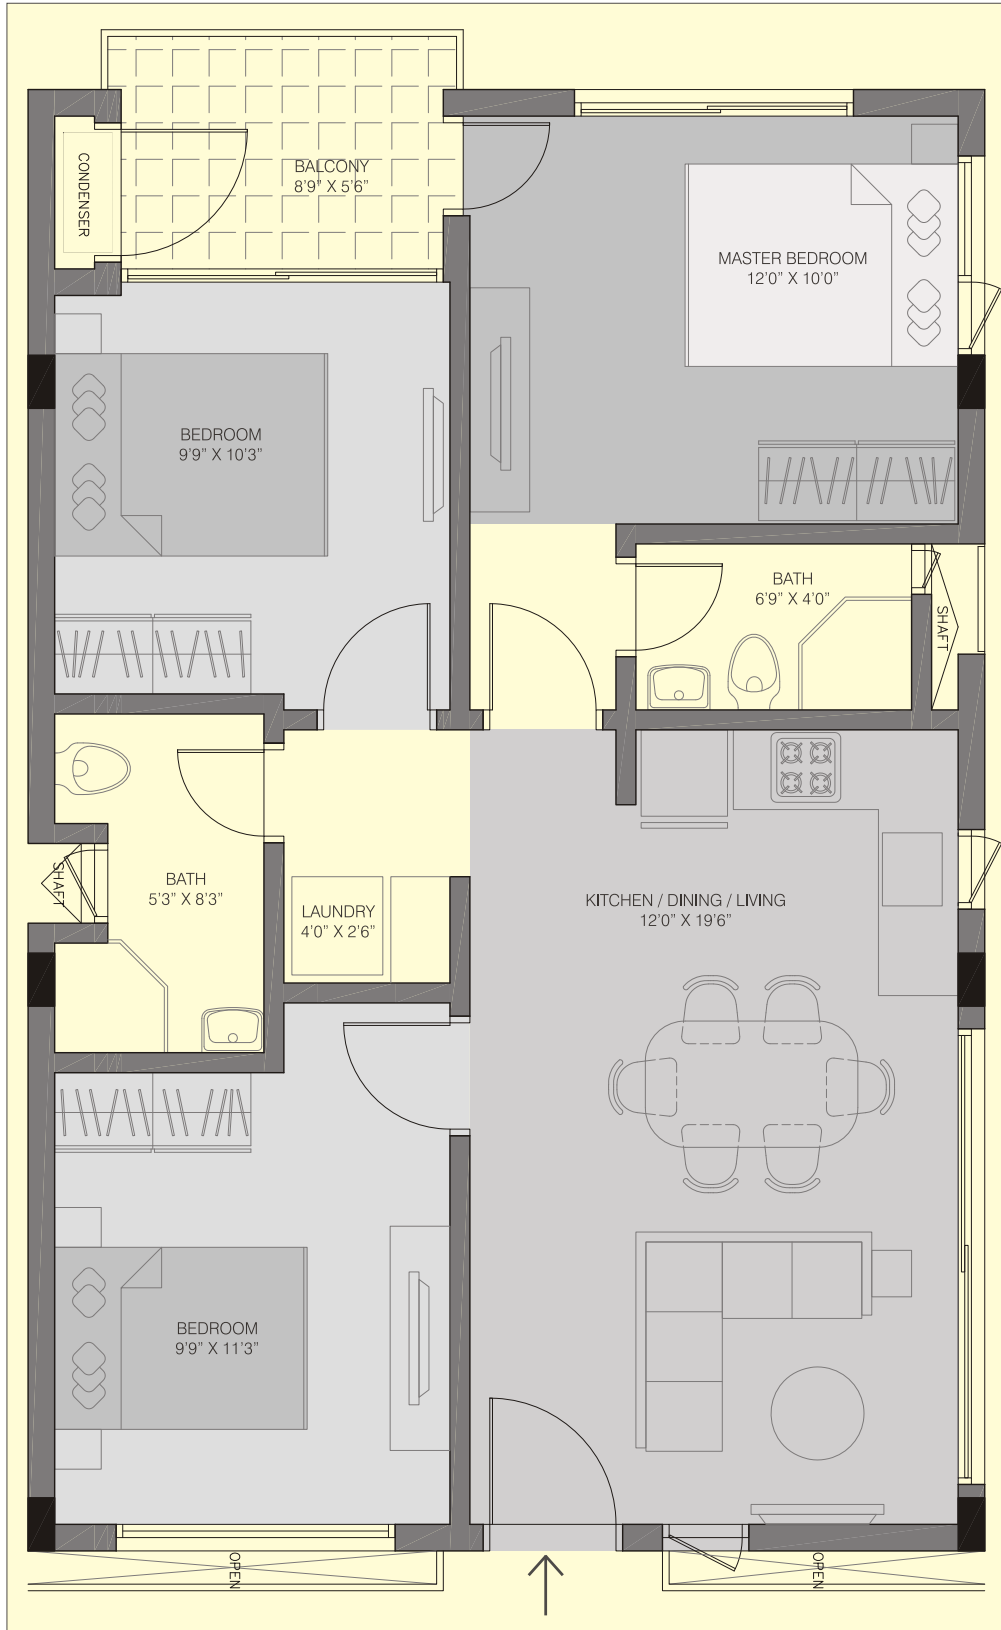 CONDENSER
BALCONY
8'9" X 5'6"
MASTER BEDROOM
12'0" X 10'0"
BEDROOM
9'9" X 10'3"
BATH
6'9" X 4'0"
SHAFT
SHAFT
BATH
5'3" X 8'3"
LAUNDRY
4'0" X 2'6"
KITCHEN / DINING / LIVING
12'0" X 19'6"
BEDROOM
9'9" X 11'3"
OPEN
OPEN